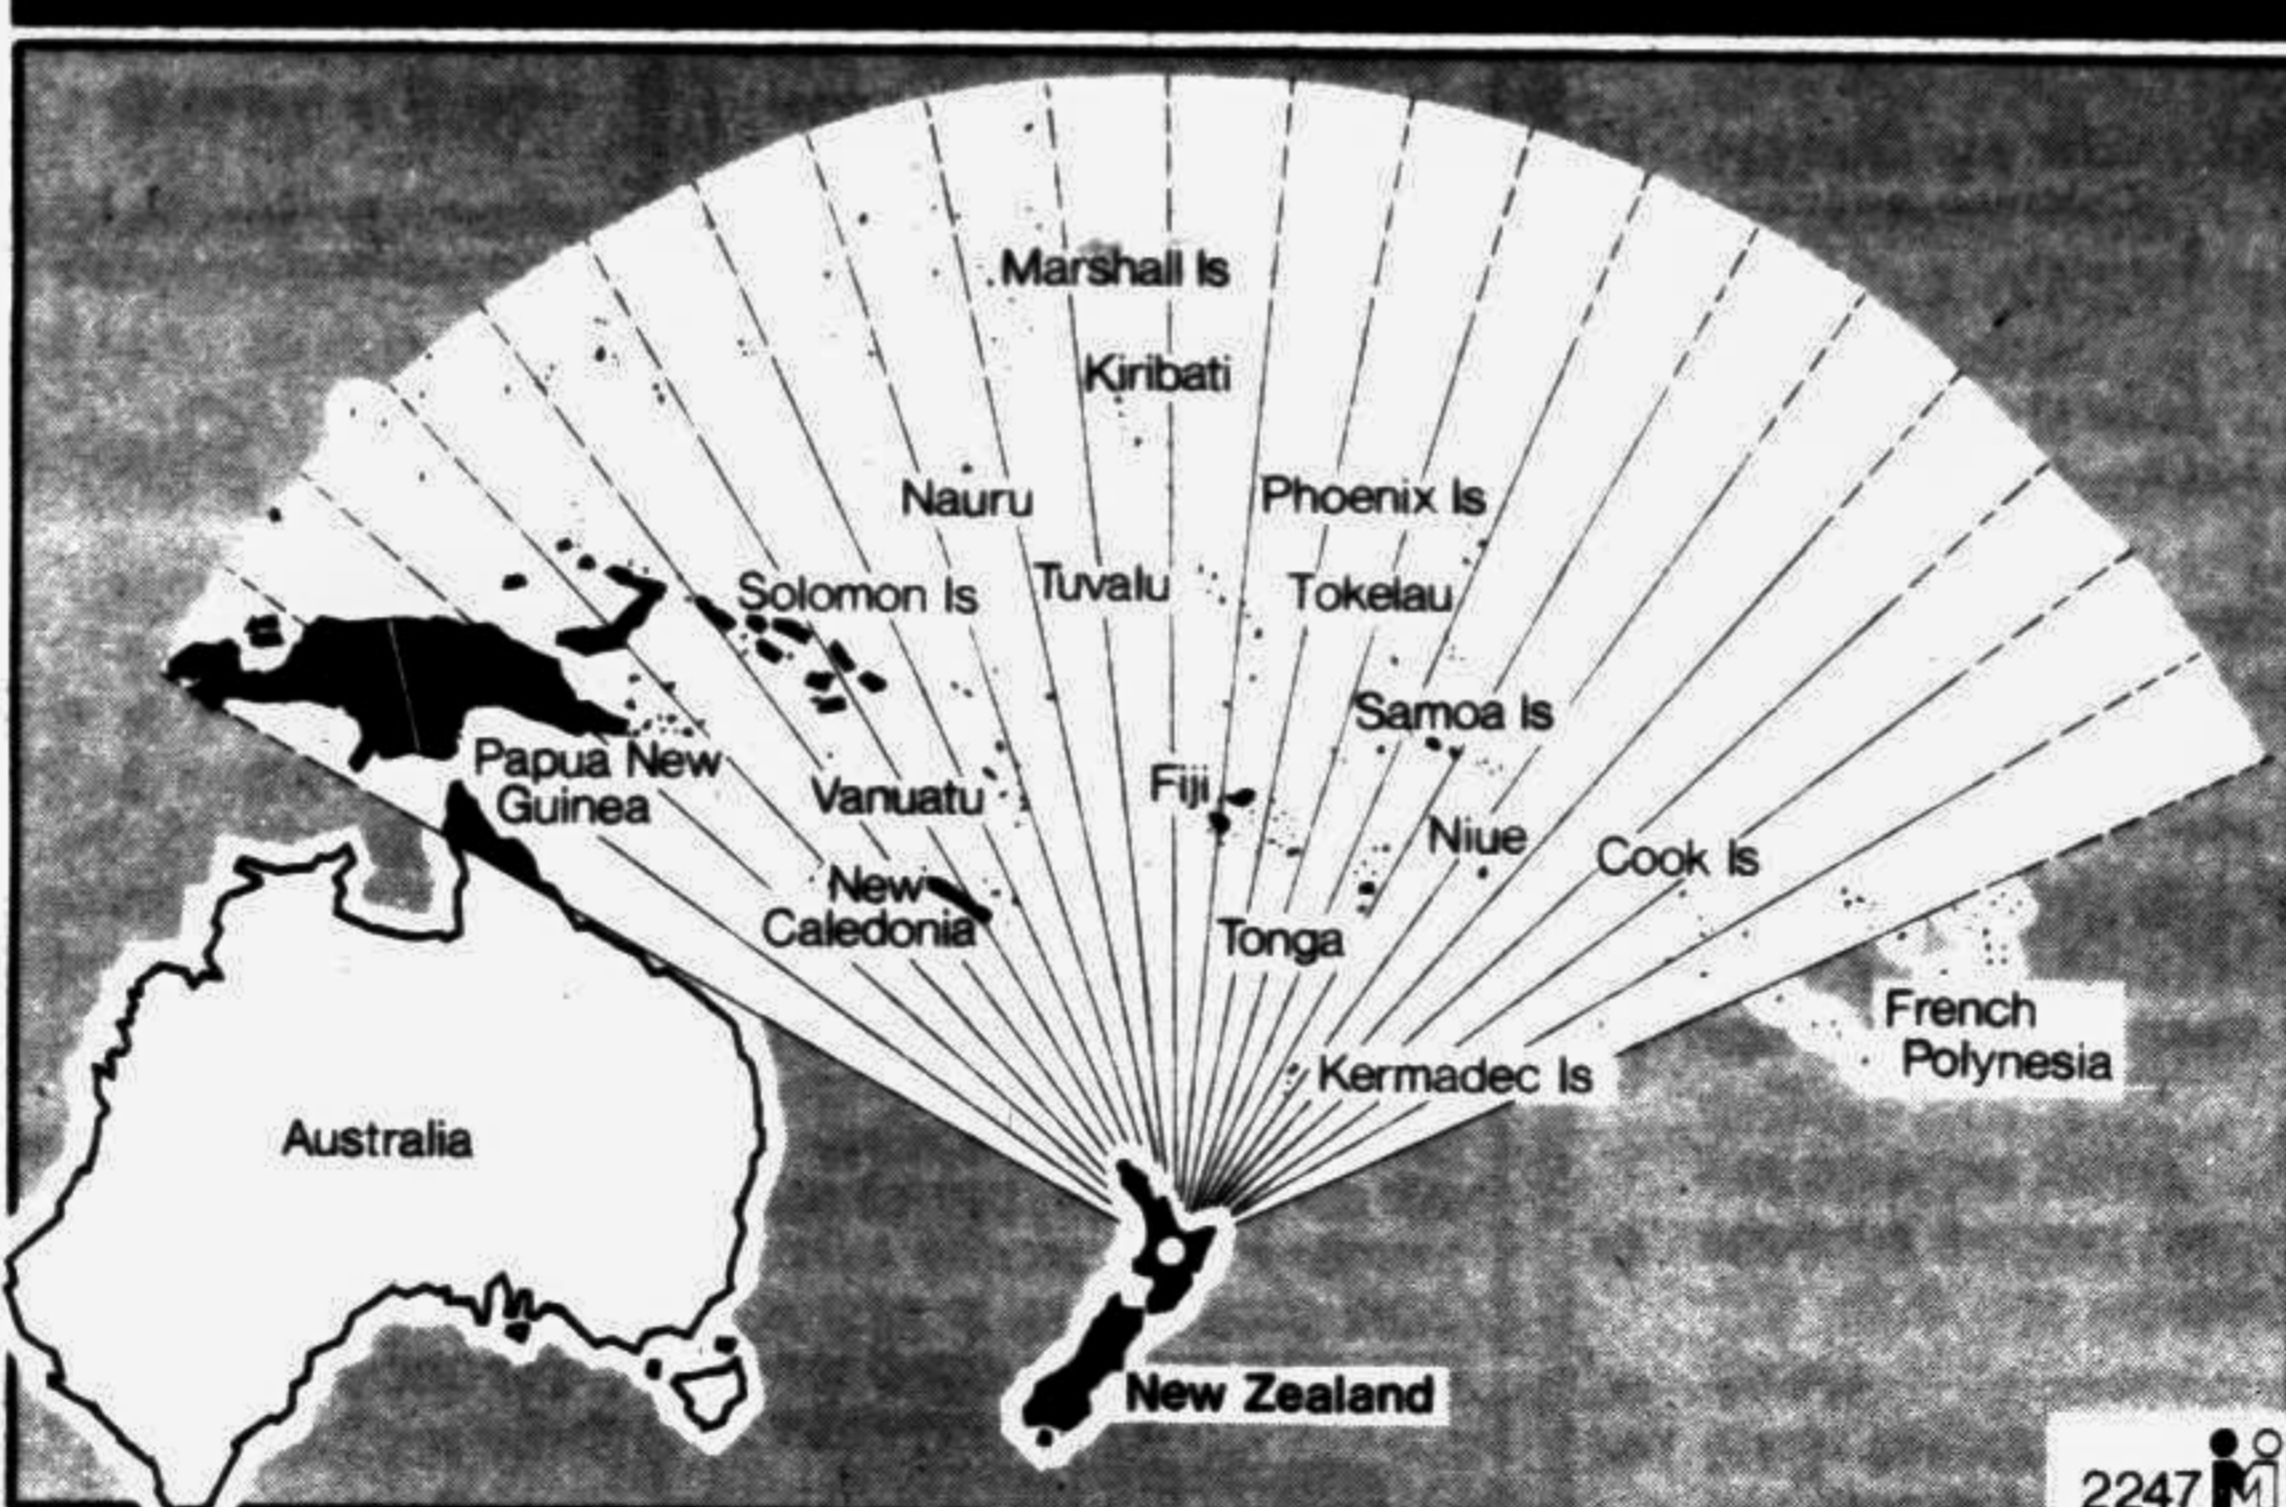 Marshall Is
Kiribati
Nauru
Phoenix Is
Solomon Is
Tuvalu
Tokelau
Samoa Is
Papua New
Guinea
Vanuatu
Fiji
Niue
Cook Is
New
Caledonia
Tonga
French
Polynesia
Kermadec Is
Australia
New Zealand
2247